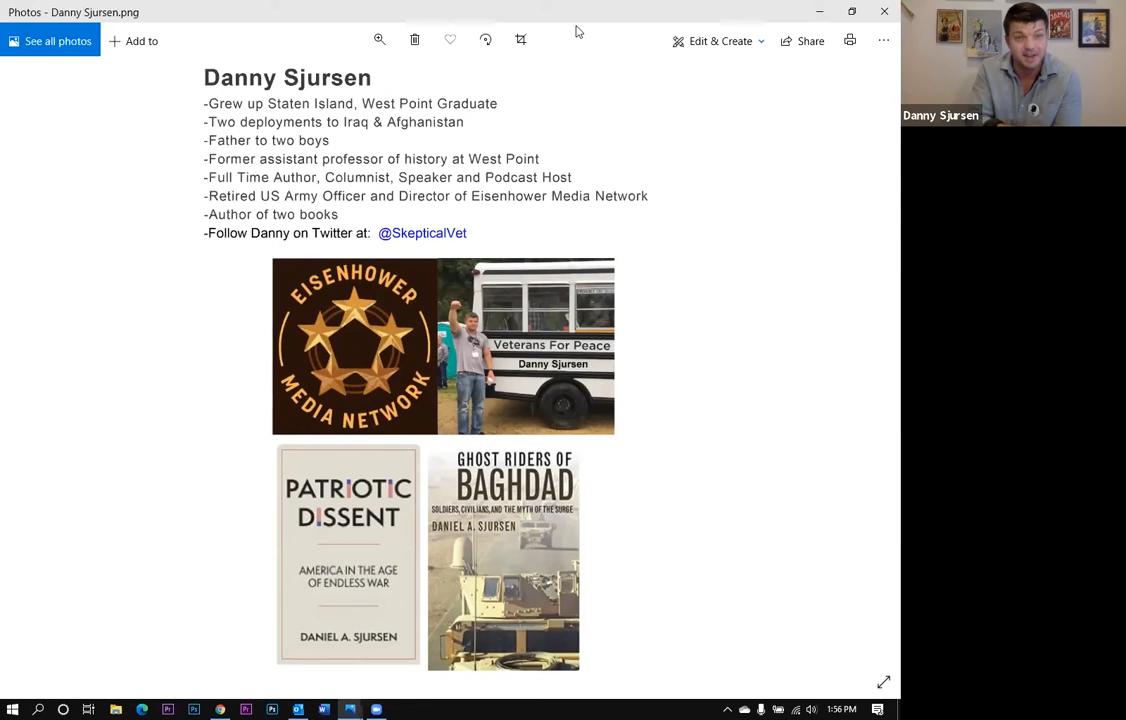 Photos - Danny Sjursen.png
See all photos
Add to
Edit & Create
Share
Danny Sjursen
-Grew up Staten Island, West Point Graduate
-Two deployments to Iraq & Afghanistan
-Father to two boys
-Former assistant professor of history at West Point
-Full Time Author, Columnist, Speaker and Podcast Host
-Retired US Army Officer and Director of Eisenhower Media Network
-Author of two books
-Follow Danny on Twitter at: @SkepticalVet
EISENHOWER
MEDIA NETWORK
Veterans For Peace
Danny Sjursen
PATRIOTIC
DISSENT
AMERICA IN THE AGE
OF ENDLESS WAR
DANIEL A. SJURSEN
GHOST RIDERS OF
BAGHDAD
SOLDIERS, CIVILIANS, AND THE MYTH OF THE SURGE
DANIEL A. SJURSEN
Danny Sjursen
1:56 PM